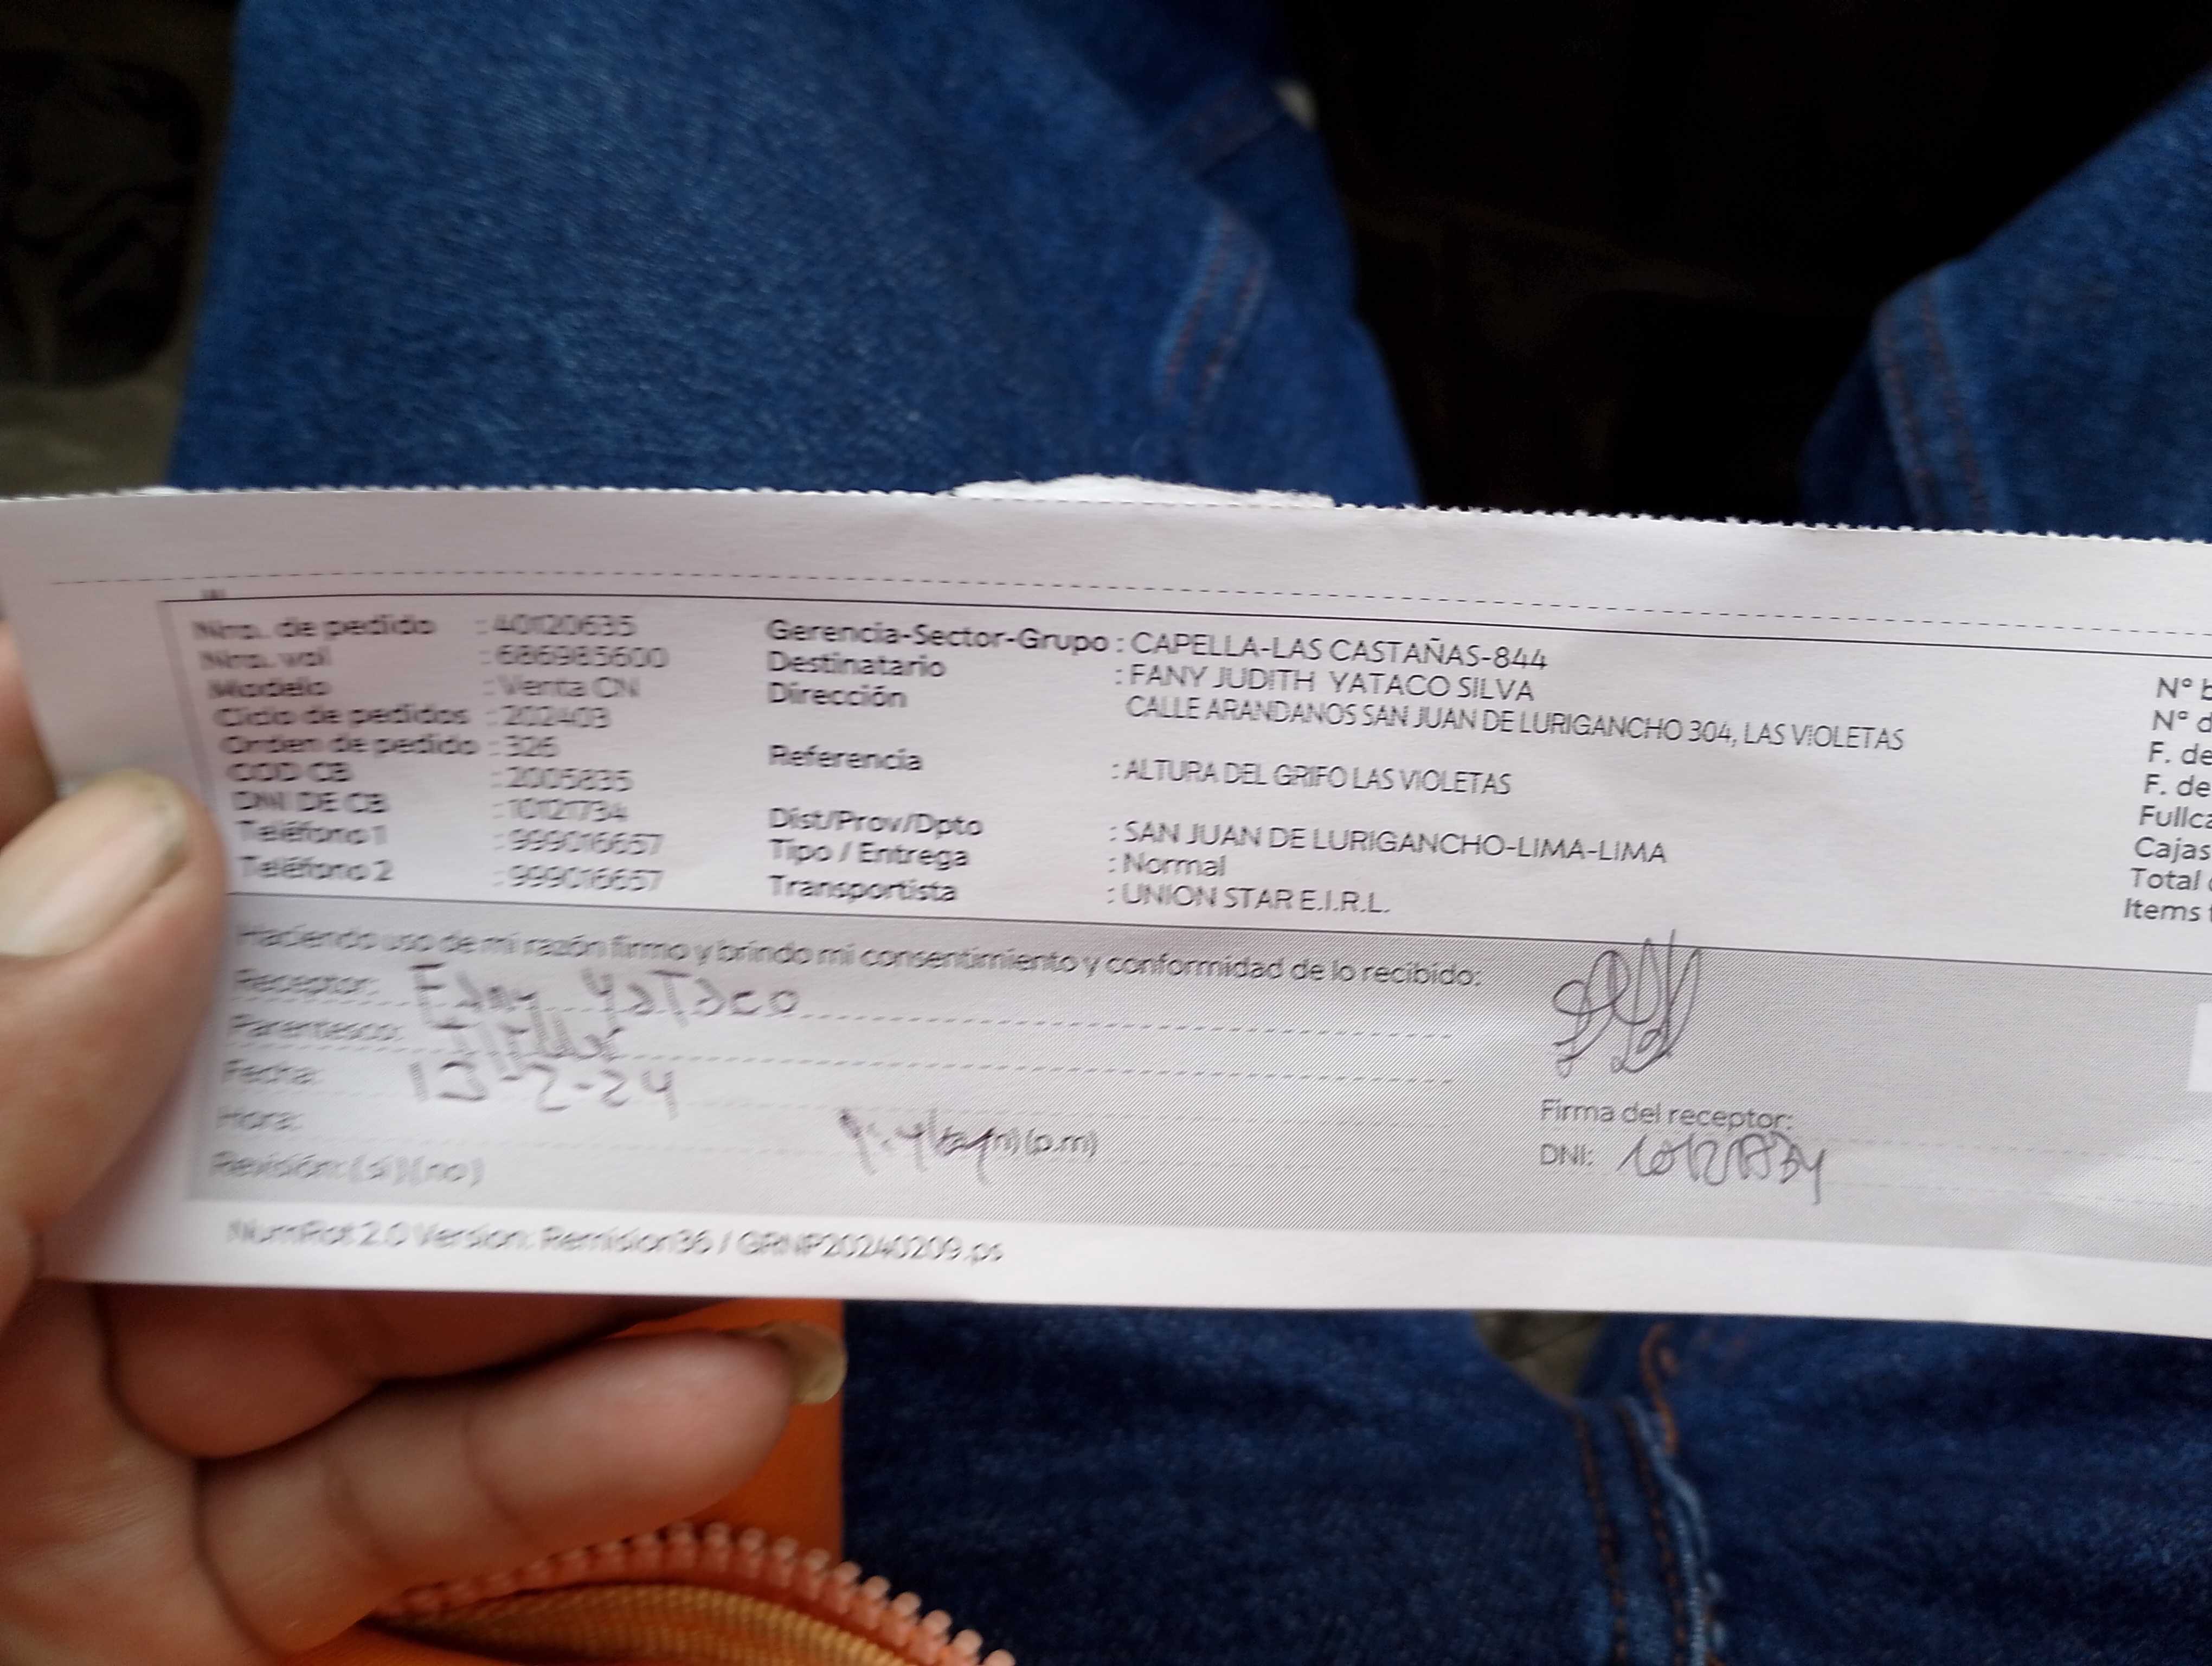 Nro. de pedido : 40120635
Nro. val : 686985600
Modelo : Venta CN
Ciclo de pedidos : 202403
Orden de pedido : 326
COD CB : 2005835
DNI DE CB : 10121734
Teléfono 1 : 999016657
Teléfono 2 : 999016657
Gerencia-Sector-Grupo : CAPELLA-LAS CASTAÑAS-844
Destinatario : FANY JUDITH YATACO SILVA
Dirección CALLE ARANDANOS SAN JUAN DE LURIGANCHO 304, LAS VIOLETAS
Referencia : ALTURA DEL GRIFO LAS VIOLETAS
Dist/Prov/Dpto : SAN JUAN DE LURIGANCHO-LIMA-LIMA
Tipo / Entrega : Normal
Transportista : UNION STAR E.I.R.L.
N° b
N° d
F. de
F. de
Fullca
Cajas
Total
Items
Haciendo uso de mi razón firmo y brindo mi consentimiento y conformidad de lo recibido:
Receptor: Fany Yataco
Parentesco:
Fecha: 13-2-24
Hora: (a.m) (p.m)
Revisión: (si) (no)
Firma del receptor:
DNI: 10121734
NumRot 2.0 Version: Remision36 / GRNP20240209.ps